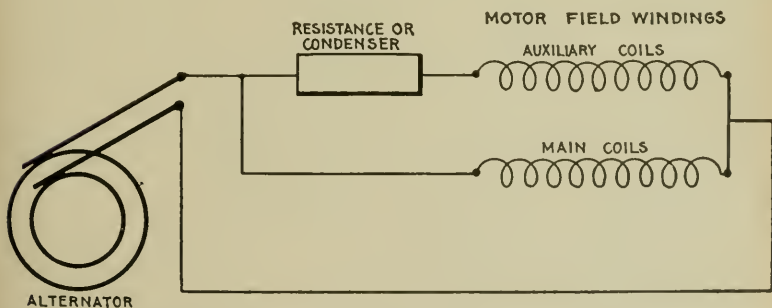 RESISTANCE OR
CONDENSER
MOTOR FIELD WINDINGS
AUXILIARY COILS
MAIN COILS
ALTERNATOR